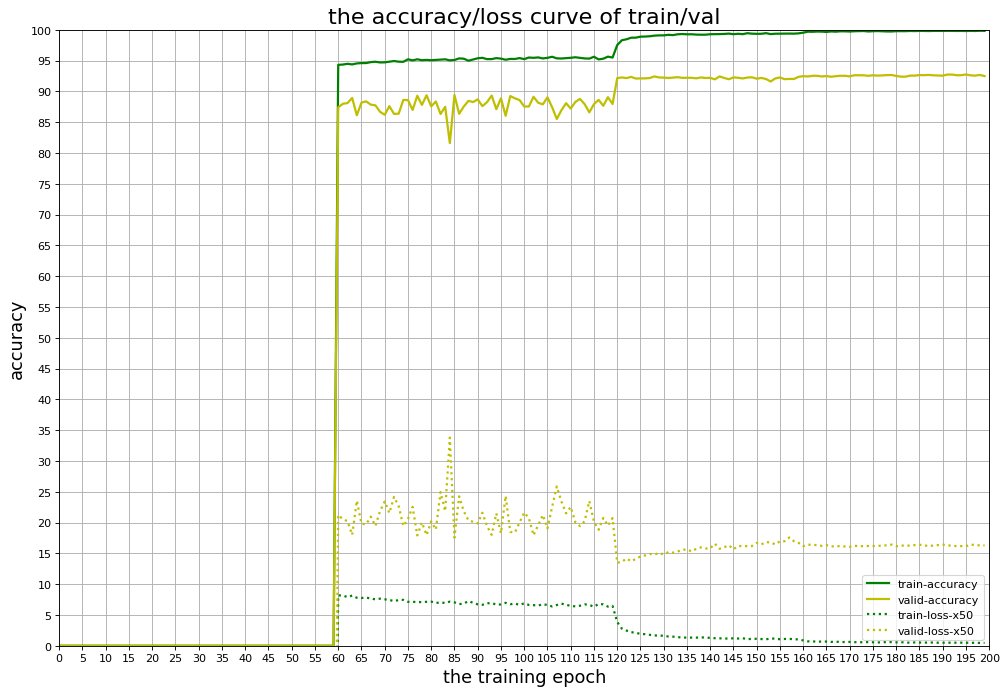 the accuracy/loss curve of train/val
100
95
90
85
80
75
70
65
60
55
50
45
40
35
30
25
20
15
10
5
0
accuracy
train-accuracy
valid-accuracy
train-loss-x50
valid-loss-x50
0 5 10 15 20 25 30 35 40 45 50 55 60 65 70 75 80 85 90 95 100 105 110 115 120 125 130 135 140 145 150 155 160 165 170 175 180 185 190 195 200
the training epoch